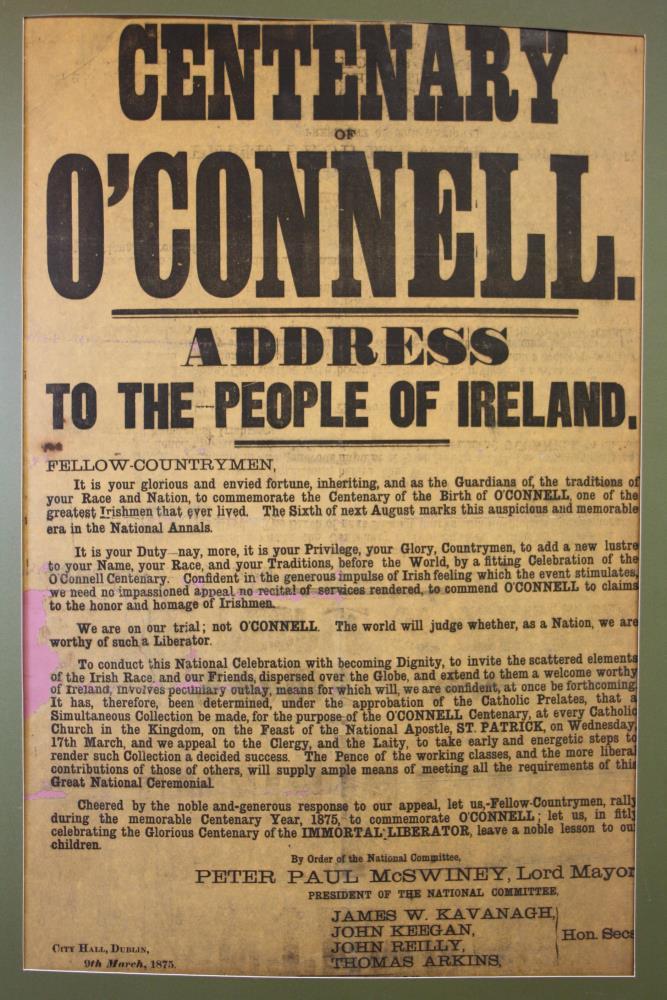 CENTENARY
OF
O'CONNELL.
ADDRESS
TO THE PEOPLE OF IRELAND.
FELLOW-COUNTRYMEN,
It is your glorious and envied fortune, inheriting, and as the Guardians of, the traditions of
your Race and Nation, to commemorate the Centenary of the Birth of O'CONNELL, one of the
greatest Irishmen that ever lived. The Sixth of next August marks this auspicious and memorable
era in the National Annals.
It is your Duty—nay, more, it is your Privilege, your Glory, Countrymen, to add a new lustre
to your Name, your Race, and your Traditions, before the World, by a fitting Celebration of the
O'Connell Centenary. Confident in the generous impulse of Irish feeling which the event stimulates,
we need no impassioned appeal no recital of services rendered, to commend O'CONNELL to claims
to the honor and homage of Irishmen.
We are on our trial; not O'CONNELL. The world will judge whether, as a Nation, we are
worthy of such a Liberator.
To conduct this National Celebration with becoming Dignity, to invite the scattered elements
of the Irish Race, and our Friends, dispersed over the Globe, and extend to them a welcome worthy
of Ireland, involves pecuniary outlay, means for which will, we are confident, at once be forthcoming.
It has, therefore, been determined, under the approbation of the Catholic Prelates, that a
Simultaneous Collection be made, for the purpose of the O'CONNELL Centenary, at every Catholic
Church in the Kingdom, on the Feast of the National Apostle, ST. PATRICK, on Wednesday,
17th March, and we appeal to the Clergy, and the Laity, to take early and energetic steps to
render such Collection a decided success. The Pence of the working classes, and the more liberal
contributions of those of others, will supply ample means of meeting all the requirements of this
Great National Ceremonial.
Cheered by the noble and-generous response to our appeal, let us,-Fellow-Countrymen, rally
during the memorable Centenary Year, 1875, to commemorate O'CONNELL; let us, in fitly
celebrating the Glorious Centenary of the IMMORTAL LIBERATOR, leave a noble lesson to ou
children.
By Order of the National Committee,
PETER PAUL McSWINEY, Lord Mayor
PRESIDENT OF THE NATIONAL COMMITTEE,
JAMES W. KAVANAGH,
JOHN KEEGAN,
JOHN REILLY,
THOMAS ARKINS,
Hon. Secs
CITY HALL, DUBLIN,
9th March, 1875.